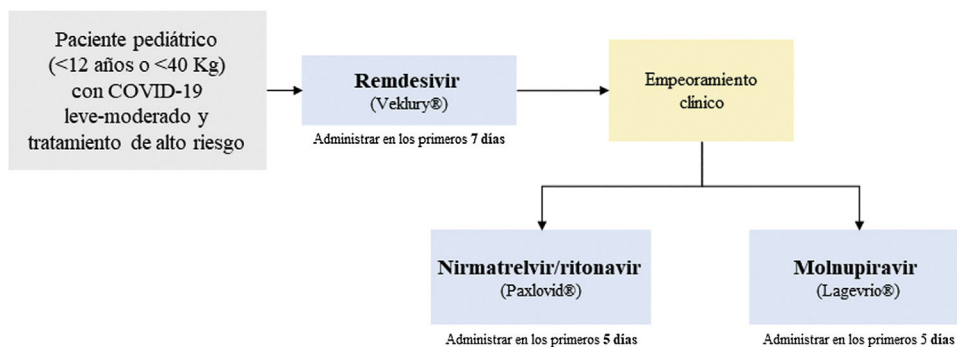 Paciente pediátrico
(<12 años o <40 Kg)
con COVID-19
leve-moderado y
tratamiento de alto riesgo
Remdesivir
(Veklury®)
Administrar en los primeros 7 días
Empeoramiento
clínico
Nirmatrelvir/ritonavir
(Paxlovid®)
Administrar en los primeros 5 días
Molnupiravir
(Lagevrio®)
Administrar en los primeros 5 días